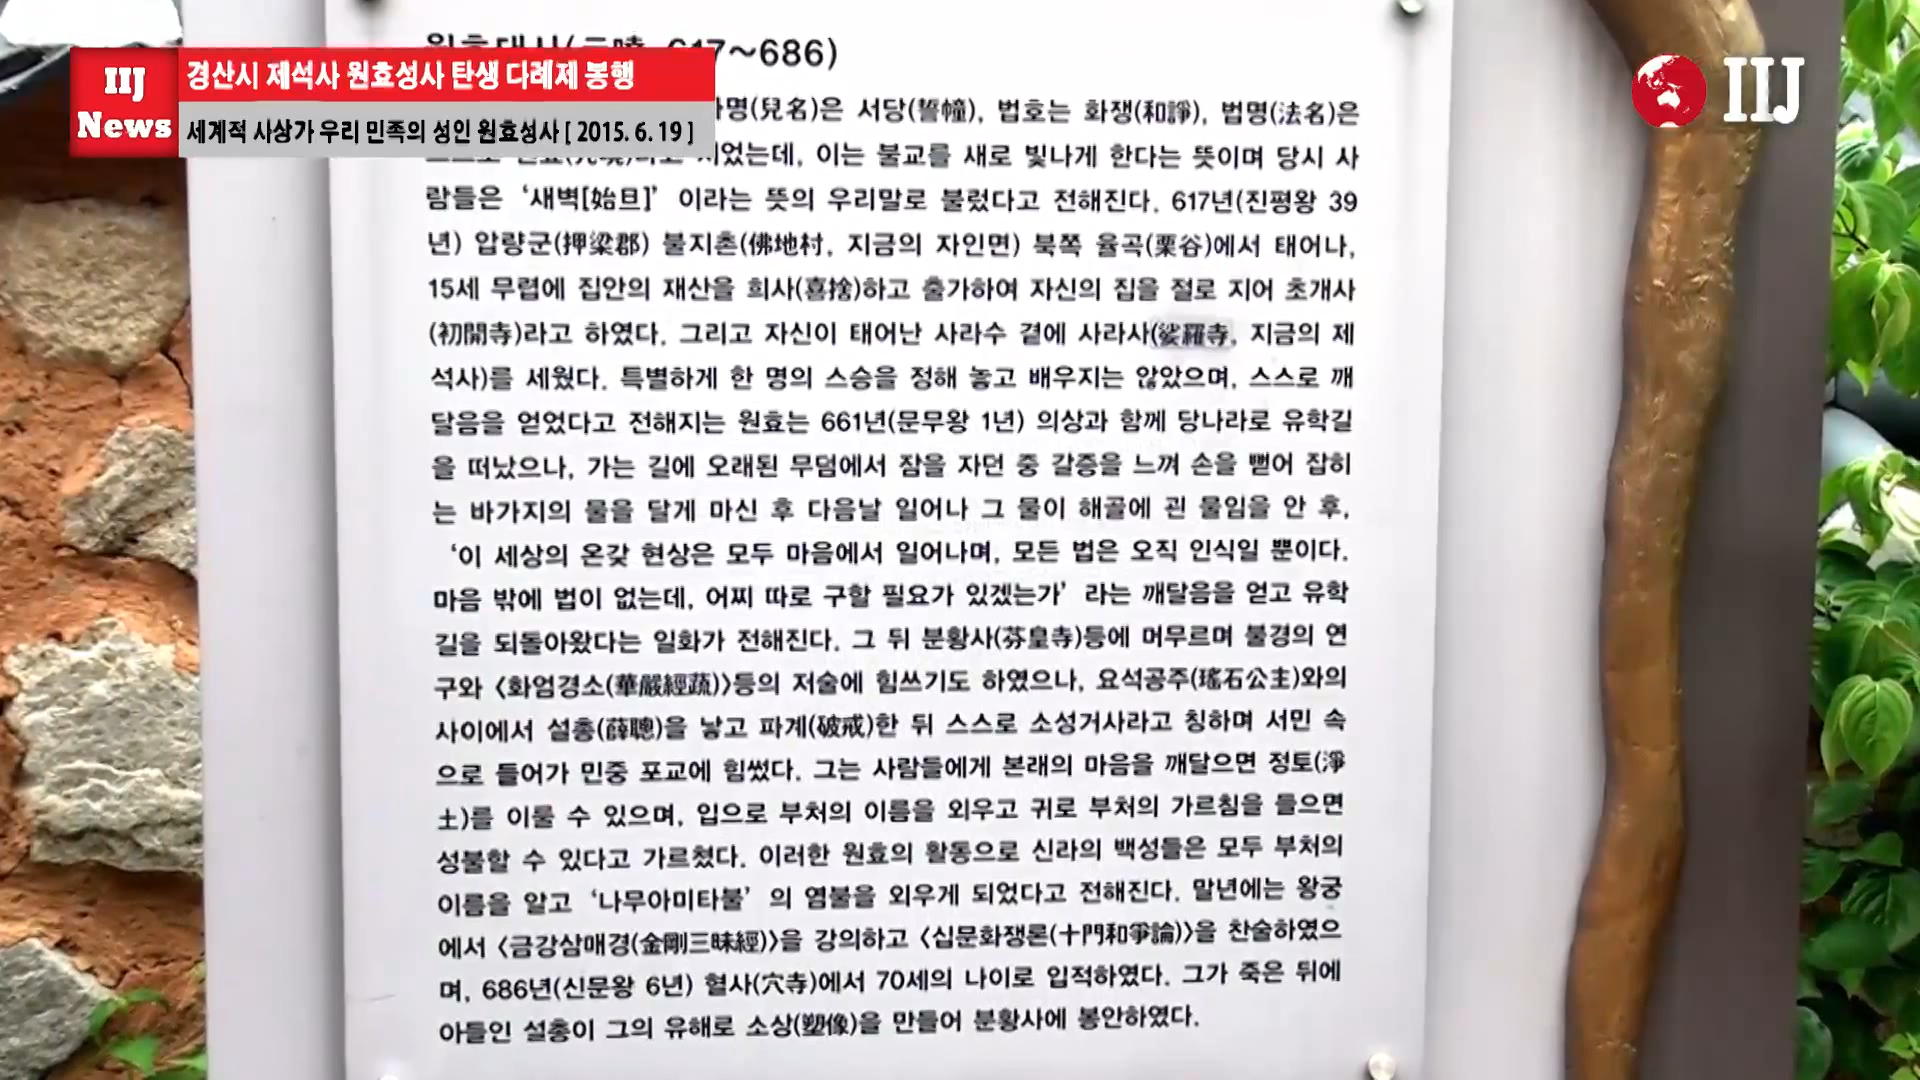 ~686)
IIJ
News
경산시 제석사 원효성사 탄생 다례제 봉행
세계적 사상가 우리 민족의 성인 원효성사 [ 2015. 6. 19 ]
IIJ
명(兒名)은 서당(誓幢), 법호는 화쟁(和諍), 법명(法名)은
지었는데, 이는 불교를 새로 빛나게 한다는 뜻이며 당시 사
람들은 ‘새벽[始旦]’ 이라는 뜻의 우리말로 불렀다고 전해진다. 617년(진평왕 39
년) 압량군(押梁郡) 불지촌(佛地村, 지금의 자인면) 북쪽 율곡(栗谷)에서 태어나,
15세 무렵에 집안의 재산을 희사(喜捨)하고 출가하여 자신의 집을 절로 지어 초개사
(初開寺)라고 하였다. 그리고 자신이 태어난 사라수 곁에 사라사(娑羅寺, 지금의 제
석사)를 세웠다. 특별하게 한 명의 스승을 정해 놓고 배우지는 않았으며, 스스로 깨
달음을 얻었다고 전해지는 원효는 661년(문무왕 1년) 의상과 함께 당나라로 유학길
을 떠났으나, 가는 길에 오래된 무덤에서 잠을 자던 중 갈증을 느껴 손을 뻗어 잡히
는 바가지의 물을 달게 마신 후 다음날 일어나 그 물이 해골에 괸 물임을 안 후,
‘이 세상의 온갖 현상은 모두 마음에서 일어나며, 모든 법은 오직 인식일 뿐이다.
마음 밖에 법이 없는데, 어찌 따로 구할 필요가 있겠는가’ 라는 깨달음을 얻고 유학
길을 되돌아왔다는 일화가 전해진다. 그 뒤 분황사(芬皇寺)등에 머무르며 불경의 연
구와 <화엄경소(華嚴經疏)>등의 저술에 힘쓰기도 하였으나, 요석공주(瑤石公主)와의
사이에서 설총(薛聰)을 낳고 파계(破戒)한 뒤 스스로 소성거사라고 칭하며 서민 속
으로 들어가 민중 포교에 힘썼다. 그는 사람들에게 본래의 마음을 깨달으면 정토(淨
土)를 이룰 수 있으며, 입으로 부처의 이름을 외우고 귀로 부처의 가르침을 들으면
성불할 수 있다고 가르쳤다. 이러한 원효의 활동으로 신라의 백성들은 모두 부처의
이름을 알고 ‘나무아미타불’ 의 염불을 외우게 되었다고 전해진다. 말년에는 왕궁
에서 <금강삼매경(金剛三昧經)>을 강의하고 <십문화쟁론(十門和爭論)>을 찬술하였으
며, 686년(신문왕 6년) 혈사(穴寺)에서 70세의 나이로 입적하였다. 그가 죽은 뒤에
아들인 설총이 그의 유해로 소상(塑像)을 만들어 분황사에 봉안하였다.